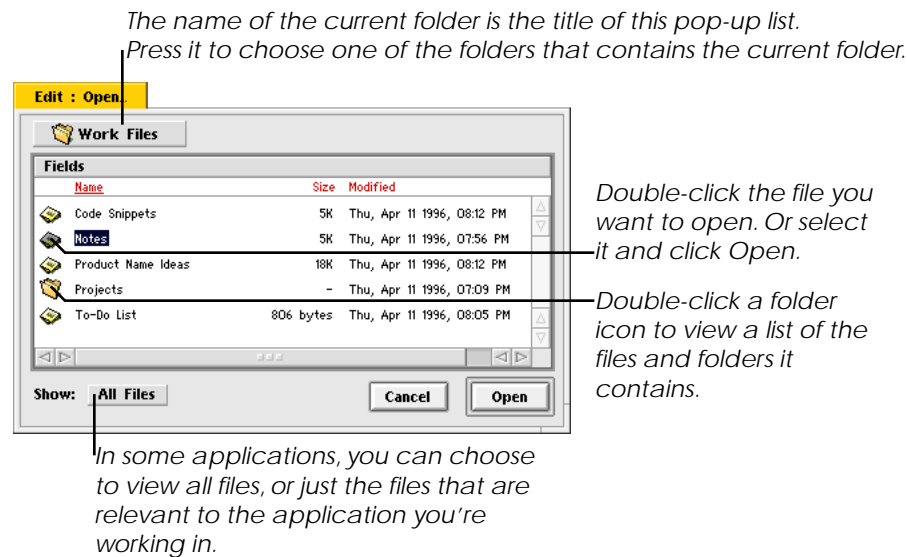 The name of the current folder is the title of this pop-up list.
Press it to choose one of the folders that contains the current folder.
Edit : Open..
Work Files
Fields
Name Size Modified
Code Snippets 5K Thu, Apr 11 1996, 08:12 PM
Notes 5K Thu, Apr 11 1996, 07:56 PM
Product Name Ideas 18K Thu, Apr 11 1996, 08:12 PM
Projects - Thu, Apr 11 1996, 07:09 PM
To-Do List 806 bytes Thu, Apr 11 1996, 08:05 PM
Show: All Files
Cancel
Open
Double-click the file you
want to open. Or select
it and click Open.
Double-click a folder
icon to view a list of the
files and folders it
contains.
In some applications, you can choose
to view all files, or just the files that are
relevant to the application you're
working in.